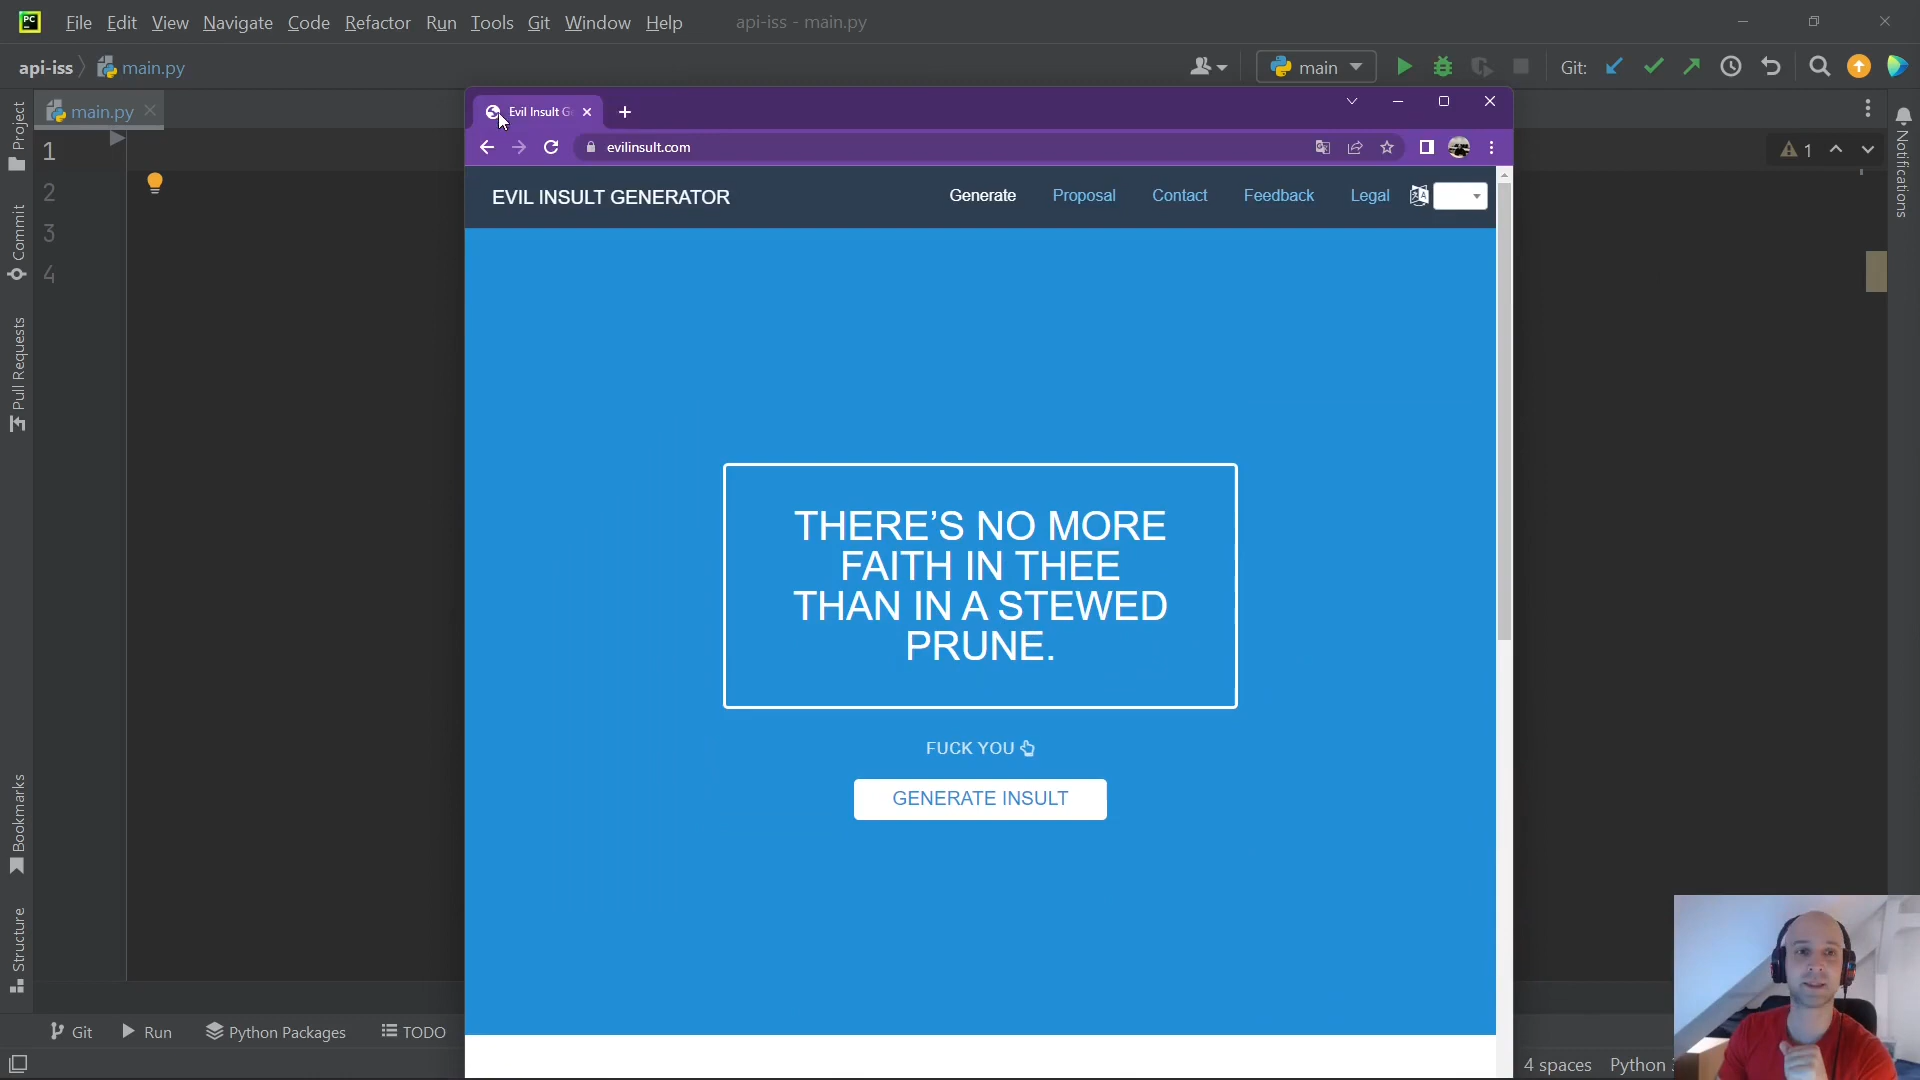 PC
File Edit View Navigate Code Refactor Run Tools Git Window Help
api-iss - main.py
api-iss
main.py
main
Git:
Project
main.py
1
2
3
4
Commit
Pull Requests
Bookmarks
Structure
Evil Insult G
evilinsult.com
EVIL INSULT GENERATOR
Generate Proposal Contact Feedback Legal
THERE’S NO MORE
FAITH IN THEE
THAN IN A STEWED
PRUNE.
FUCK YOU
GENERATE INSULT
1
Notifications
Git Run Python Packages TODO
4 spaces Python